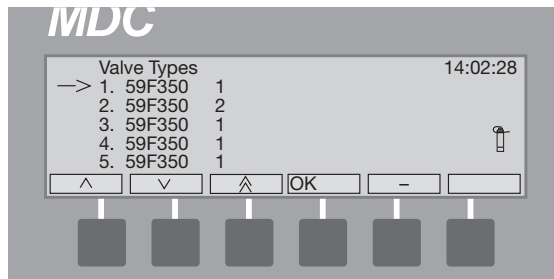 MDC
Valve Types 14:02:28
—> 1. 59F350 1
2. 59F350 2
3. 59F350 1
4. 59F350 1
5. 59F350 1
OK –